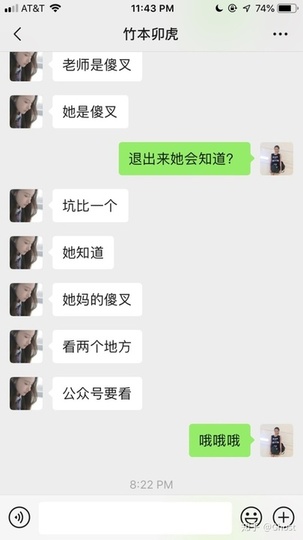 AT&T 11:43 PM 74%
竹本卯虎
老师是傻叉
她是傻叉
退出来她会知道?
坑比一个
她知道
她妈的傻叉
看两个地方
公众号要看
哦哦哦
8:22 PM
知乎 @Ghost